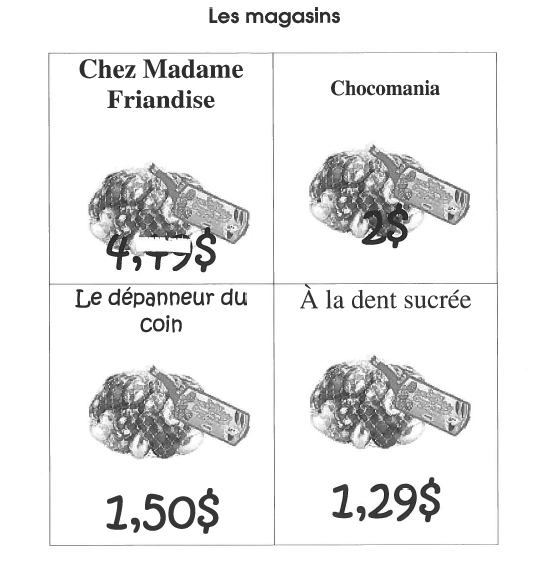 Les magasins
Chez Madame
Friandise
Chocomania
2$
Le dépanneur du
coin
À la dent sucrée
1,50$
1,29$